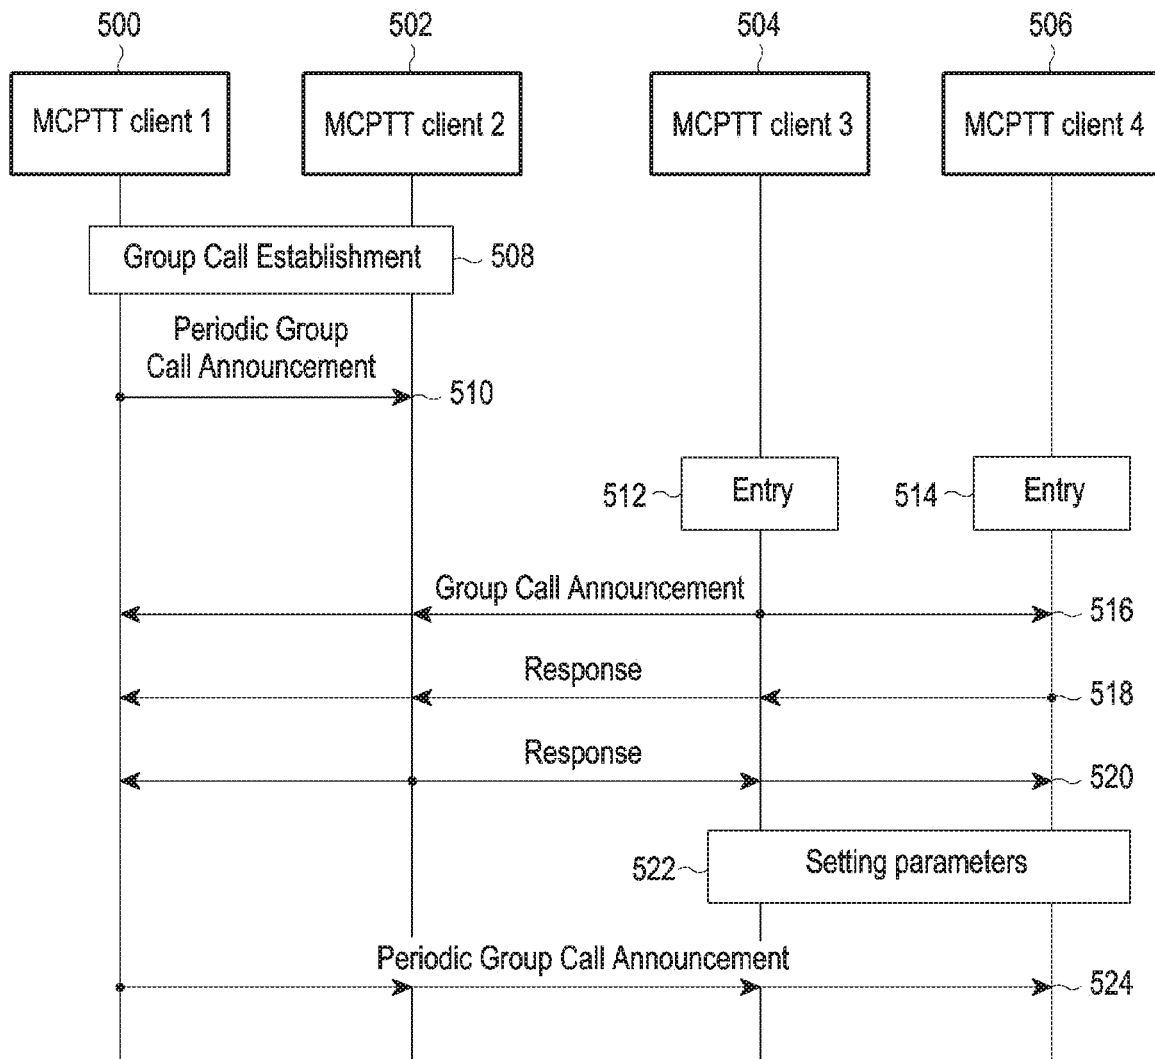 500
502
504
506
MCPTT client 1
MCPTT client 2
MCPTT client 3
MCPTT client 4
Group Call Establishment
508
Periodic Group
Call Announcement
510
512
Entry
514
Entry
Group Call Announcement
516
Response
518
Response
520
522
Setting parameters
Periodic Group Call Announcement
524